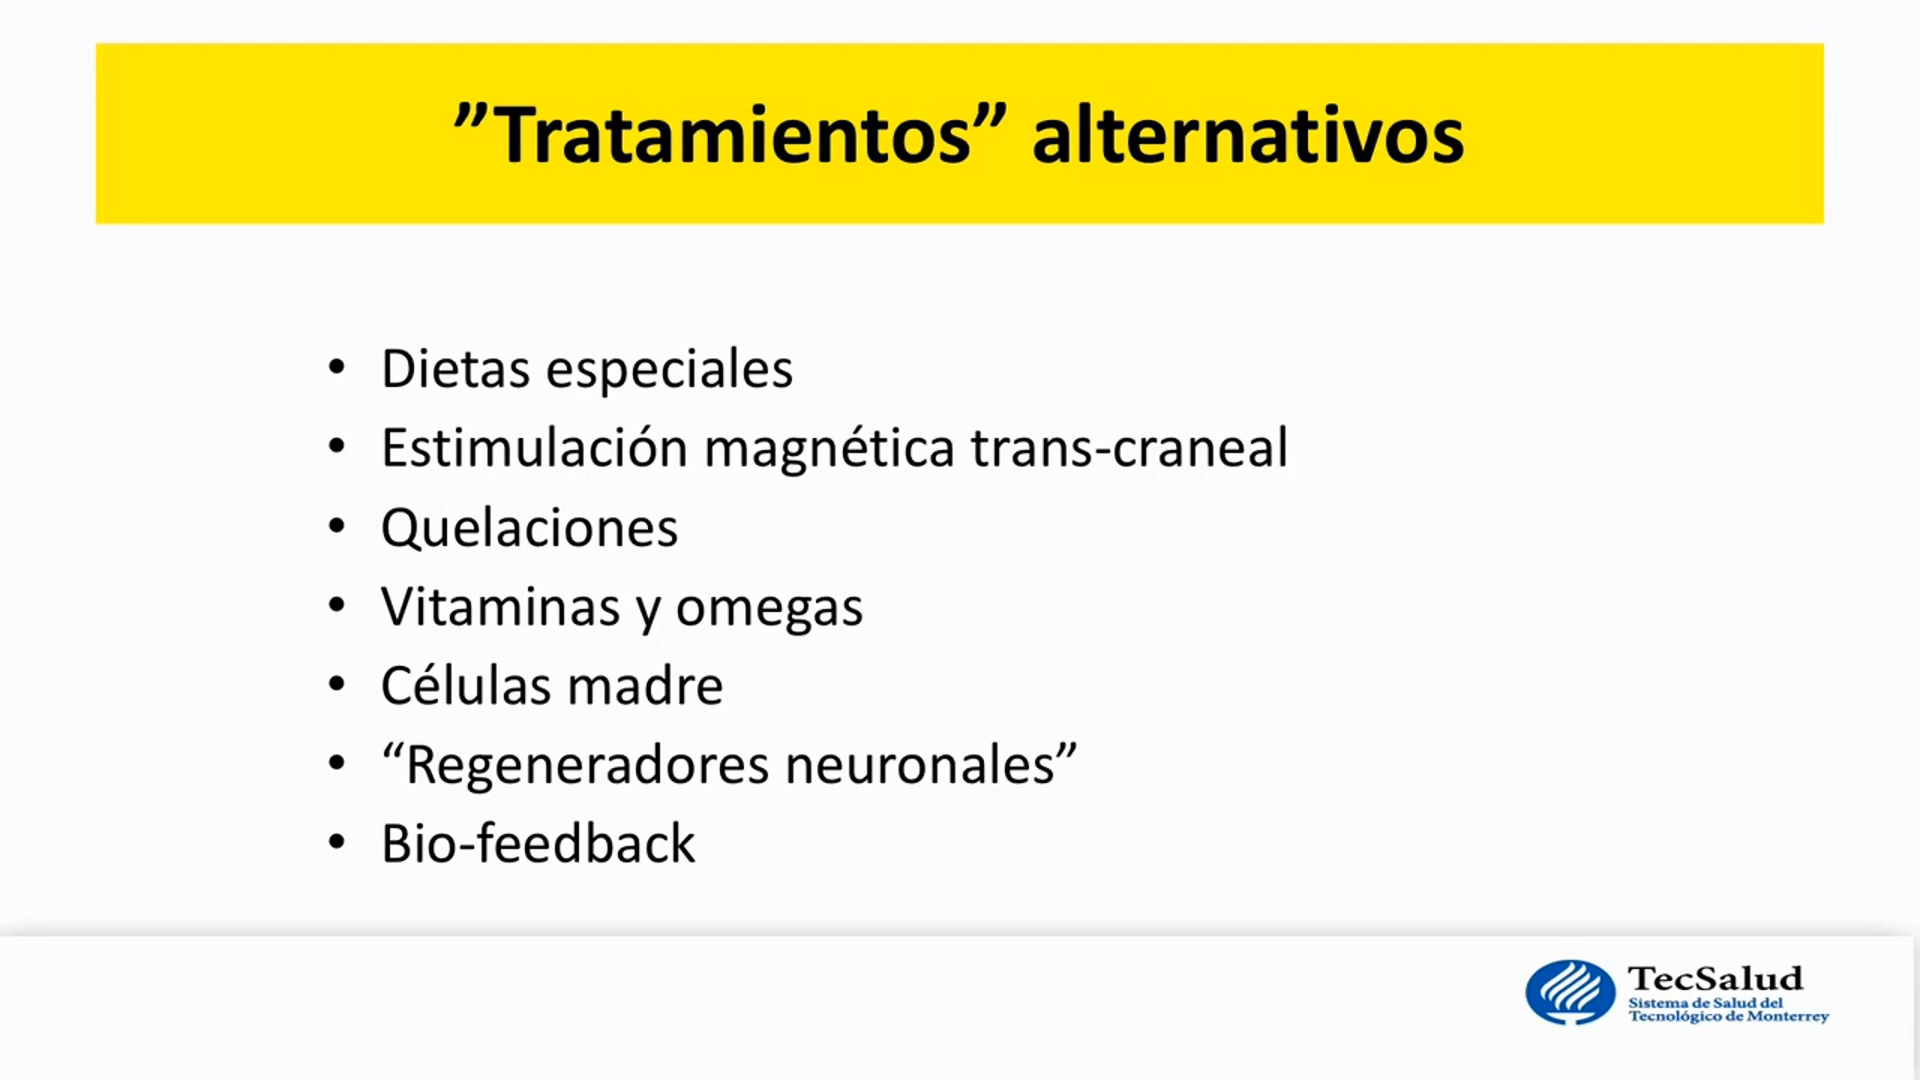 ”Tratamientos” alternativos
• Dietas especiales
• Estimulación magnética trans-craneal
• Quelaciones
• Vitaminas y omegas
• Células madre
• “Regeneradores neuronales”
• Bio-feedback
TecSalud
Sistema de Salud del
Tecnológico de Monterrey